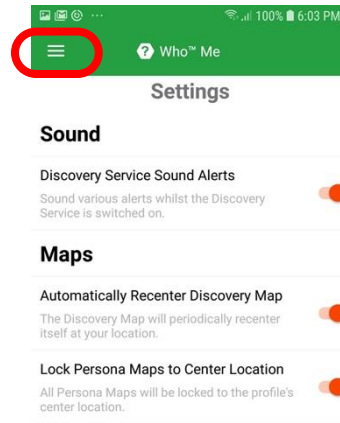 100% 6:03 PM
Who™ Me
Settings
Sound
Discovery Service Sound Alerts
Sound various alerts whilst the Discovery
Service is switched on.
Maps
Automatically Recenter Discovery Map
The Discovery Map will periodically recenter
itself at your location.
Lock Persona Maps to Center Location
All Persona Maps will be locked to the profile's
center location.